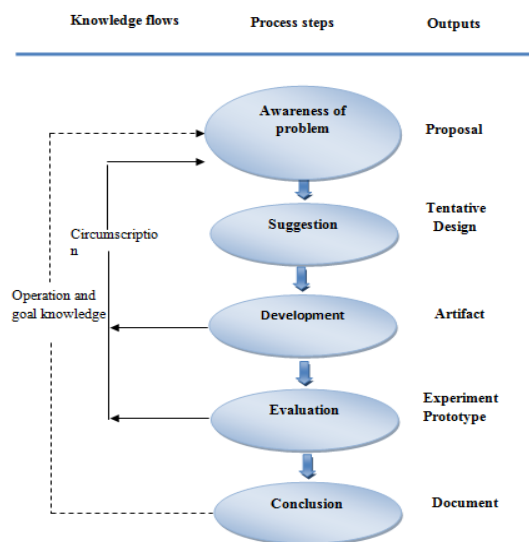 Knowledge flows
Process steps
Outputs
Awareness of
problem
Proposal
Suggestion
Tentative
Design
Circumscriptio
n
Operation and
goal knowledge
Development
Artifact
Evaluation
Experiment
Prototype
Conclusion
Document